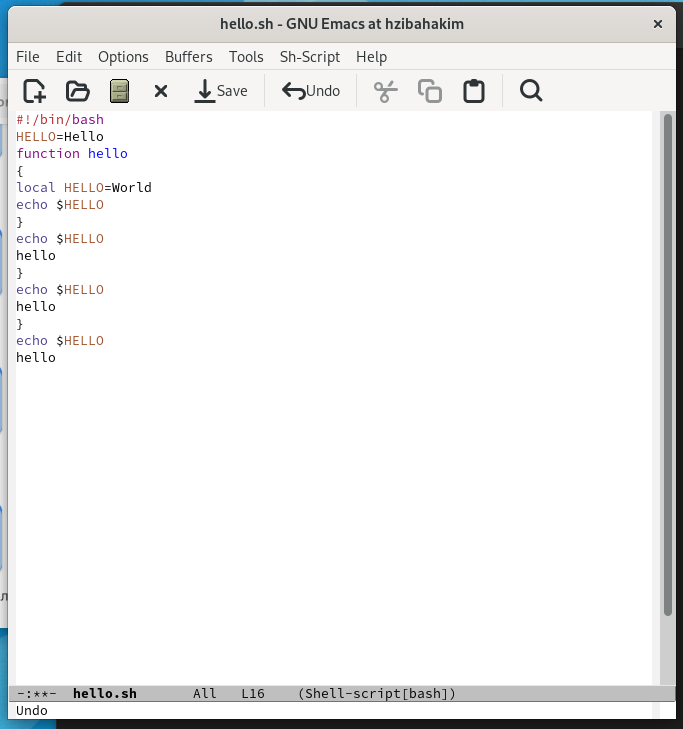 hello.sh - GNU Emacs at hzibahakim
File Edit Options Buffers Tools Sh-Script Help
Save Undo
#!/bin/bash
HELLO=Hello
function hello
{
local HELLO=World
echo $HELLO
}
echo $HELLO
hello
}
echo $HELLO
hello
}
echo $HELLO
hello
-:**- hello.sh All L16 (Shell-script[bash])
Undo